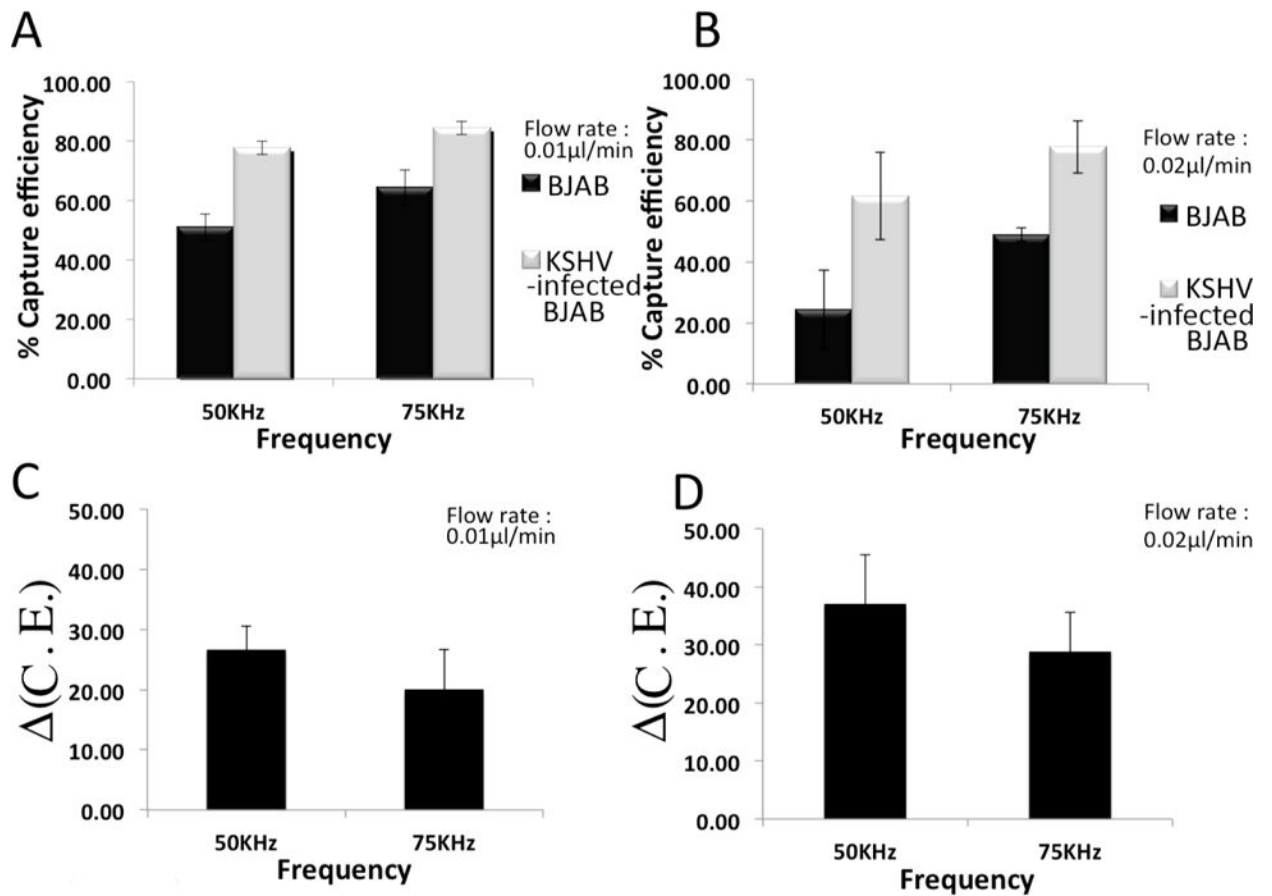 A
% Capture efficiency
100.00
80.00
60.00
40.00
20.00
0.00
50KHz 75KHz
Frequency
Flow rate :
0.01µl/min
BJAB
KSHV
-infected
BJAB
B
% Capture efficiency
100.00
80.00
60.00
40.00
20.00
0.00
50KHz 75KHz
Frequency
Flow rate :
0.02µl/min
BJAB
KSHV
-infected
BJAB
C
Δ(C . E.)
50.00
40.00
30.00
20.00
10.00
0.00
50KHz 75KHz
Frequency
Flow rate :
0.01µl/min
D
Δ(C . E.)
50.00
40.00
30.00
20.00
10.00
0.00
50KHz 75KHz
Frequency
Flow rate :
0.02µl/min